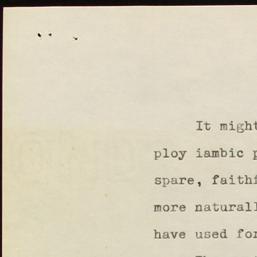 It might
ploy iambic p
spare, faithf
more naturall
have used for